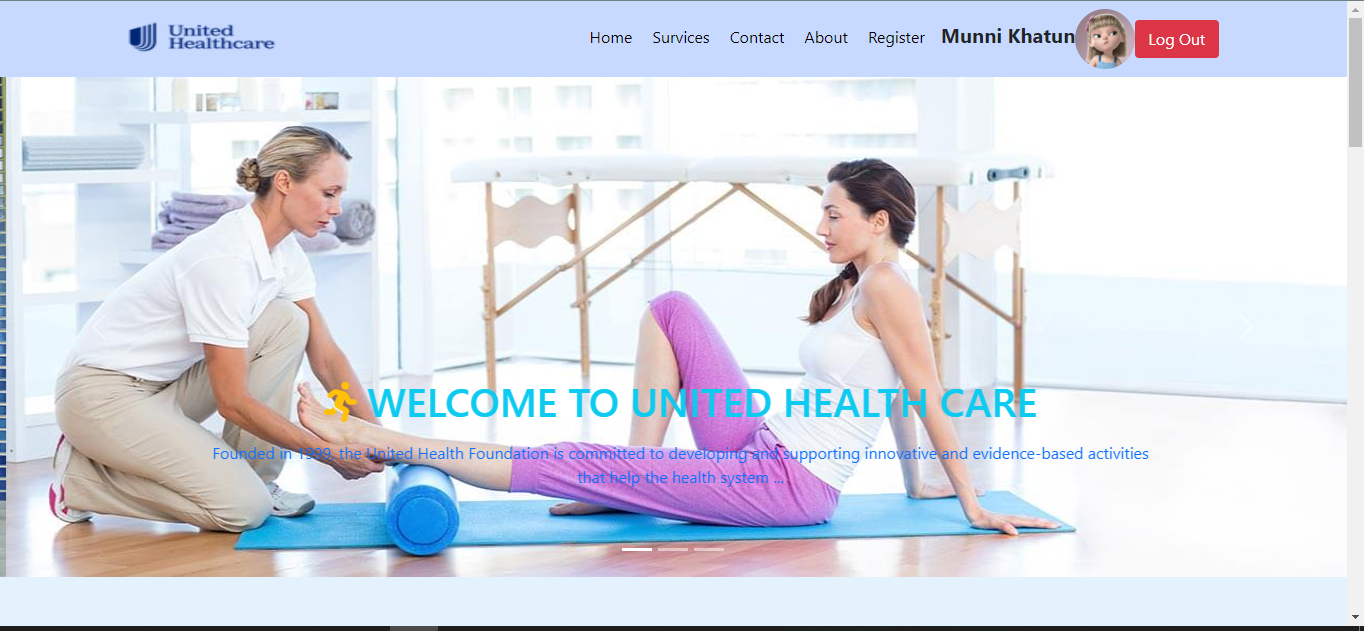 United
Healthcare
Home Survices Contact About Register Munni Khatun Log Out
WELCOME TO UNITED HEALTH CARE
Founded in 1999, the United Health Foundation is committed to developing and supporting innovative and evidence-based activities
that help the health system ...